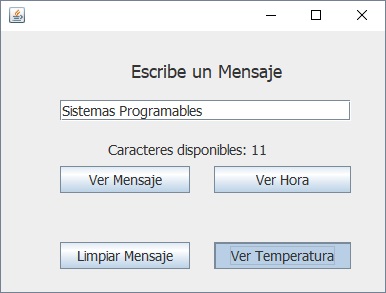 Escribe un Mensaje
Sistemas Programables
Caracteres disponibles: 11
Ver Mensaje Ver Hora
Limpiar Mensaje Ver Temperatura